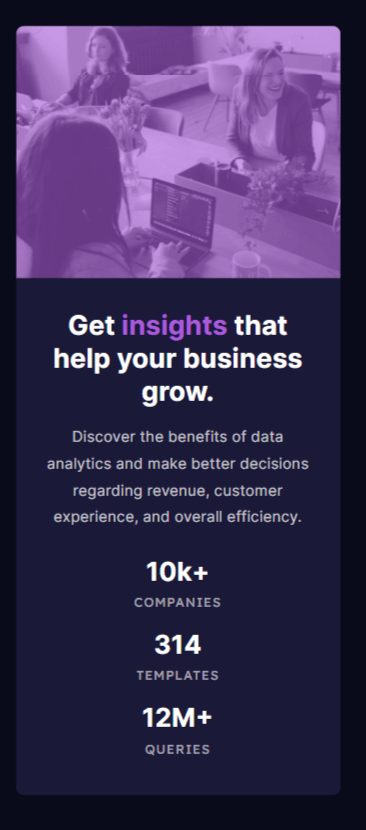 Get insights that
help your business
grow.
Discover the benefits of data
analytics and make better decisions
regarding revenue, customer
experience, and overall efficiency.
10k+
COMPANIES
314
TEMPLATES
12M+
QUERIES